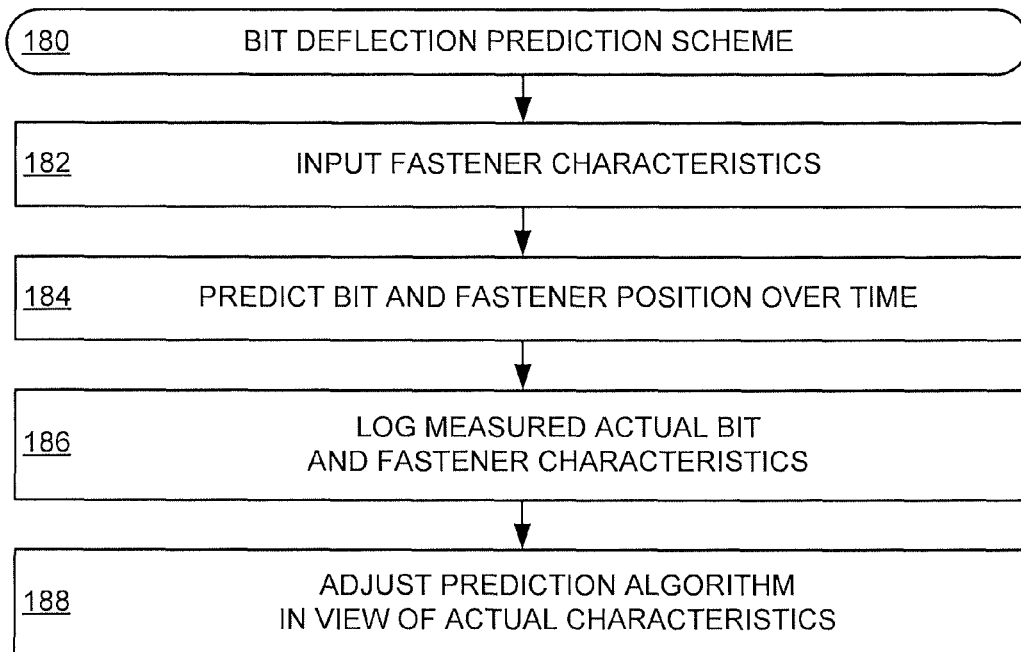 180 BIT DEFLECTION PREDICTION SCHEME
182 INPUT FASTENER CHARACTERISTICS
184 PREDICT BIT AND FASTENER POSITION OVER TIME
186 LOG MEASURED ACTUAL BIT
AND FASTENER CHARACTERISTICS
188 ADJUST PREDICTION ALGORITHM
IN VIEW OF ACTUAL CHARACTERISTICS